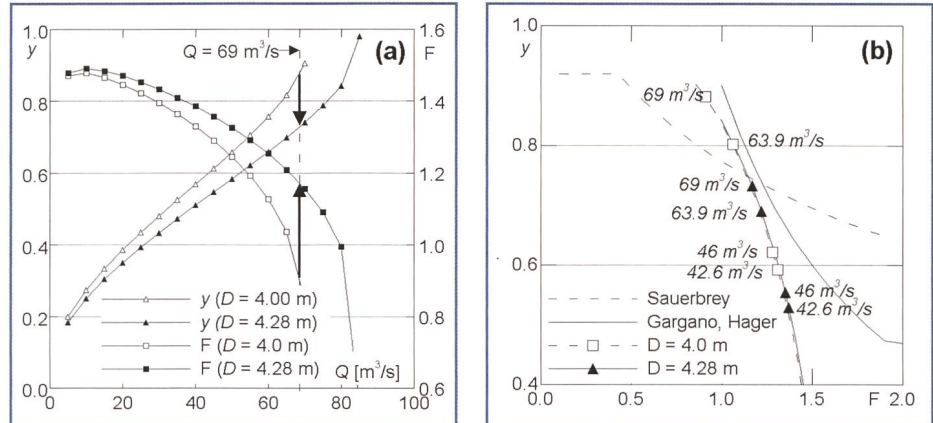 1.0
y
0.8
0.6
0.4
0.2
0.0
0 20 40 60 80 100
1.6
F
1.4
1.2
1.0
0.8
0.6
(a)
Q = 69 m³/s
y (D = 4.00 m)
y (D = 4.28 m)
F (D = 4.0 m)
F (D = 4.28 m)
Q [m³/s]
1.0
y
0.8
0.6
0.4
0.0 0.5 1.0 1.5 F 2.0
(b)
69 m³/s
63.9 m³/s
69 m³/s
63.9 m³/s
46 m³/s
42.6 m³/s
46 m³/s
42.6 m³/s
Sauerbrey
Gargano, Hager
D = 4.0 m
D = 4.28 m